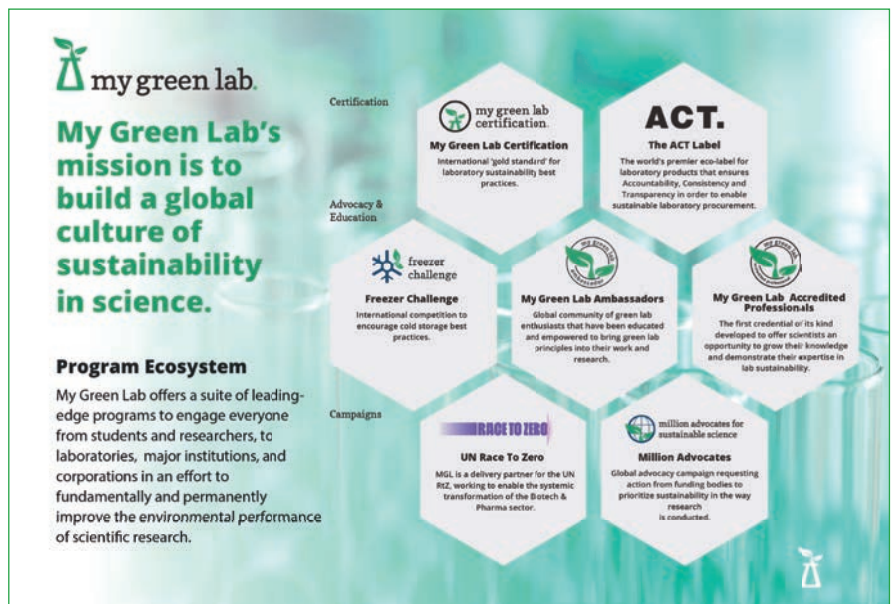 my green lab.
My Green Lab's
mission is to
build a global
culture of
sustainability
in science.
Program Ecosystem
My Green Lab offers a suite of leading-
edge programs to engage everyone
from students and researchers, to
laboratories, major institutions, and
corporations in an effort to
fundamentally and permanently
improve the environmental performance
of scientific research.
Certification
my green lab
certification.
My Green Lab Certification
International 'gold standard' for
laboratory sustainability best
practices.
ACT.
The ACT Label
The world's premier eco-label for
laboratory products that ensures
Accountability, Consistency and
Transparency in order to enable
sustainable laboratory procurement.
Advocacy &
Education
freezer
challenge
Freezer Challenge
International competition to
encourage cold storage best
practices.
my green lab
ambassador
My Green Lab Ambassadors
Global community of green lab
enthusiasts that have been educated
and empowered to bring green lab
principles into their work and
research.
my green lab
My Green Lab Accredited
Professionals
The first credential of its kind
developed to offer scientists an
opportunity to grow their knowledge
and demonstrate their expertise in
lab sustainability.
Campaigns
RACE TO ZERO
UN Race To Zero
MGL is a delivery partner for the UN
RtZ, working to enable the systemic
transformation of the Biotech &
Pharma sector.
million advocates for
sustainable science
Million Advocates
Global advocacy campaign requesting
action from funding bodies to
prioritize sustainability in the way
research
is conducted.